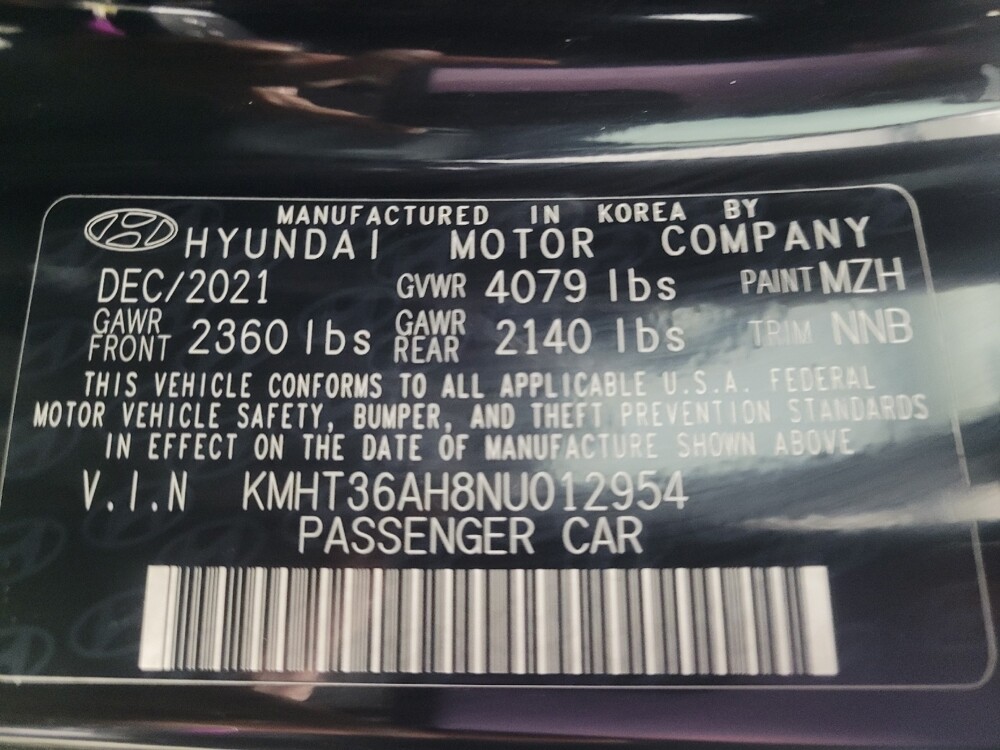 MANUFACTURED IN KOREA BY
HYUNDAI MOTOR COMPANY
DEC/2021 GVWR 4079 lbs PAINT MZH
GAWR FRONT 2360 lbs GAWR REAR 2140 lbs TRIM NNB
THIS VEHICLE CONFORMS TO ALL APPLICABLE U.S.A. FEDERAL
MOTOR VEHICLE SAFETY, BUMPER, AND THEFT PREVENTION STANDARDS
IN EFFECT ON THE DATE OF MANUFACTURE SHOWN ABOVE
V.I.N KMHT36AH8NU012954
PASSENGER CAR